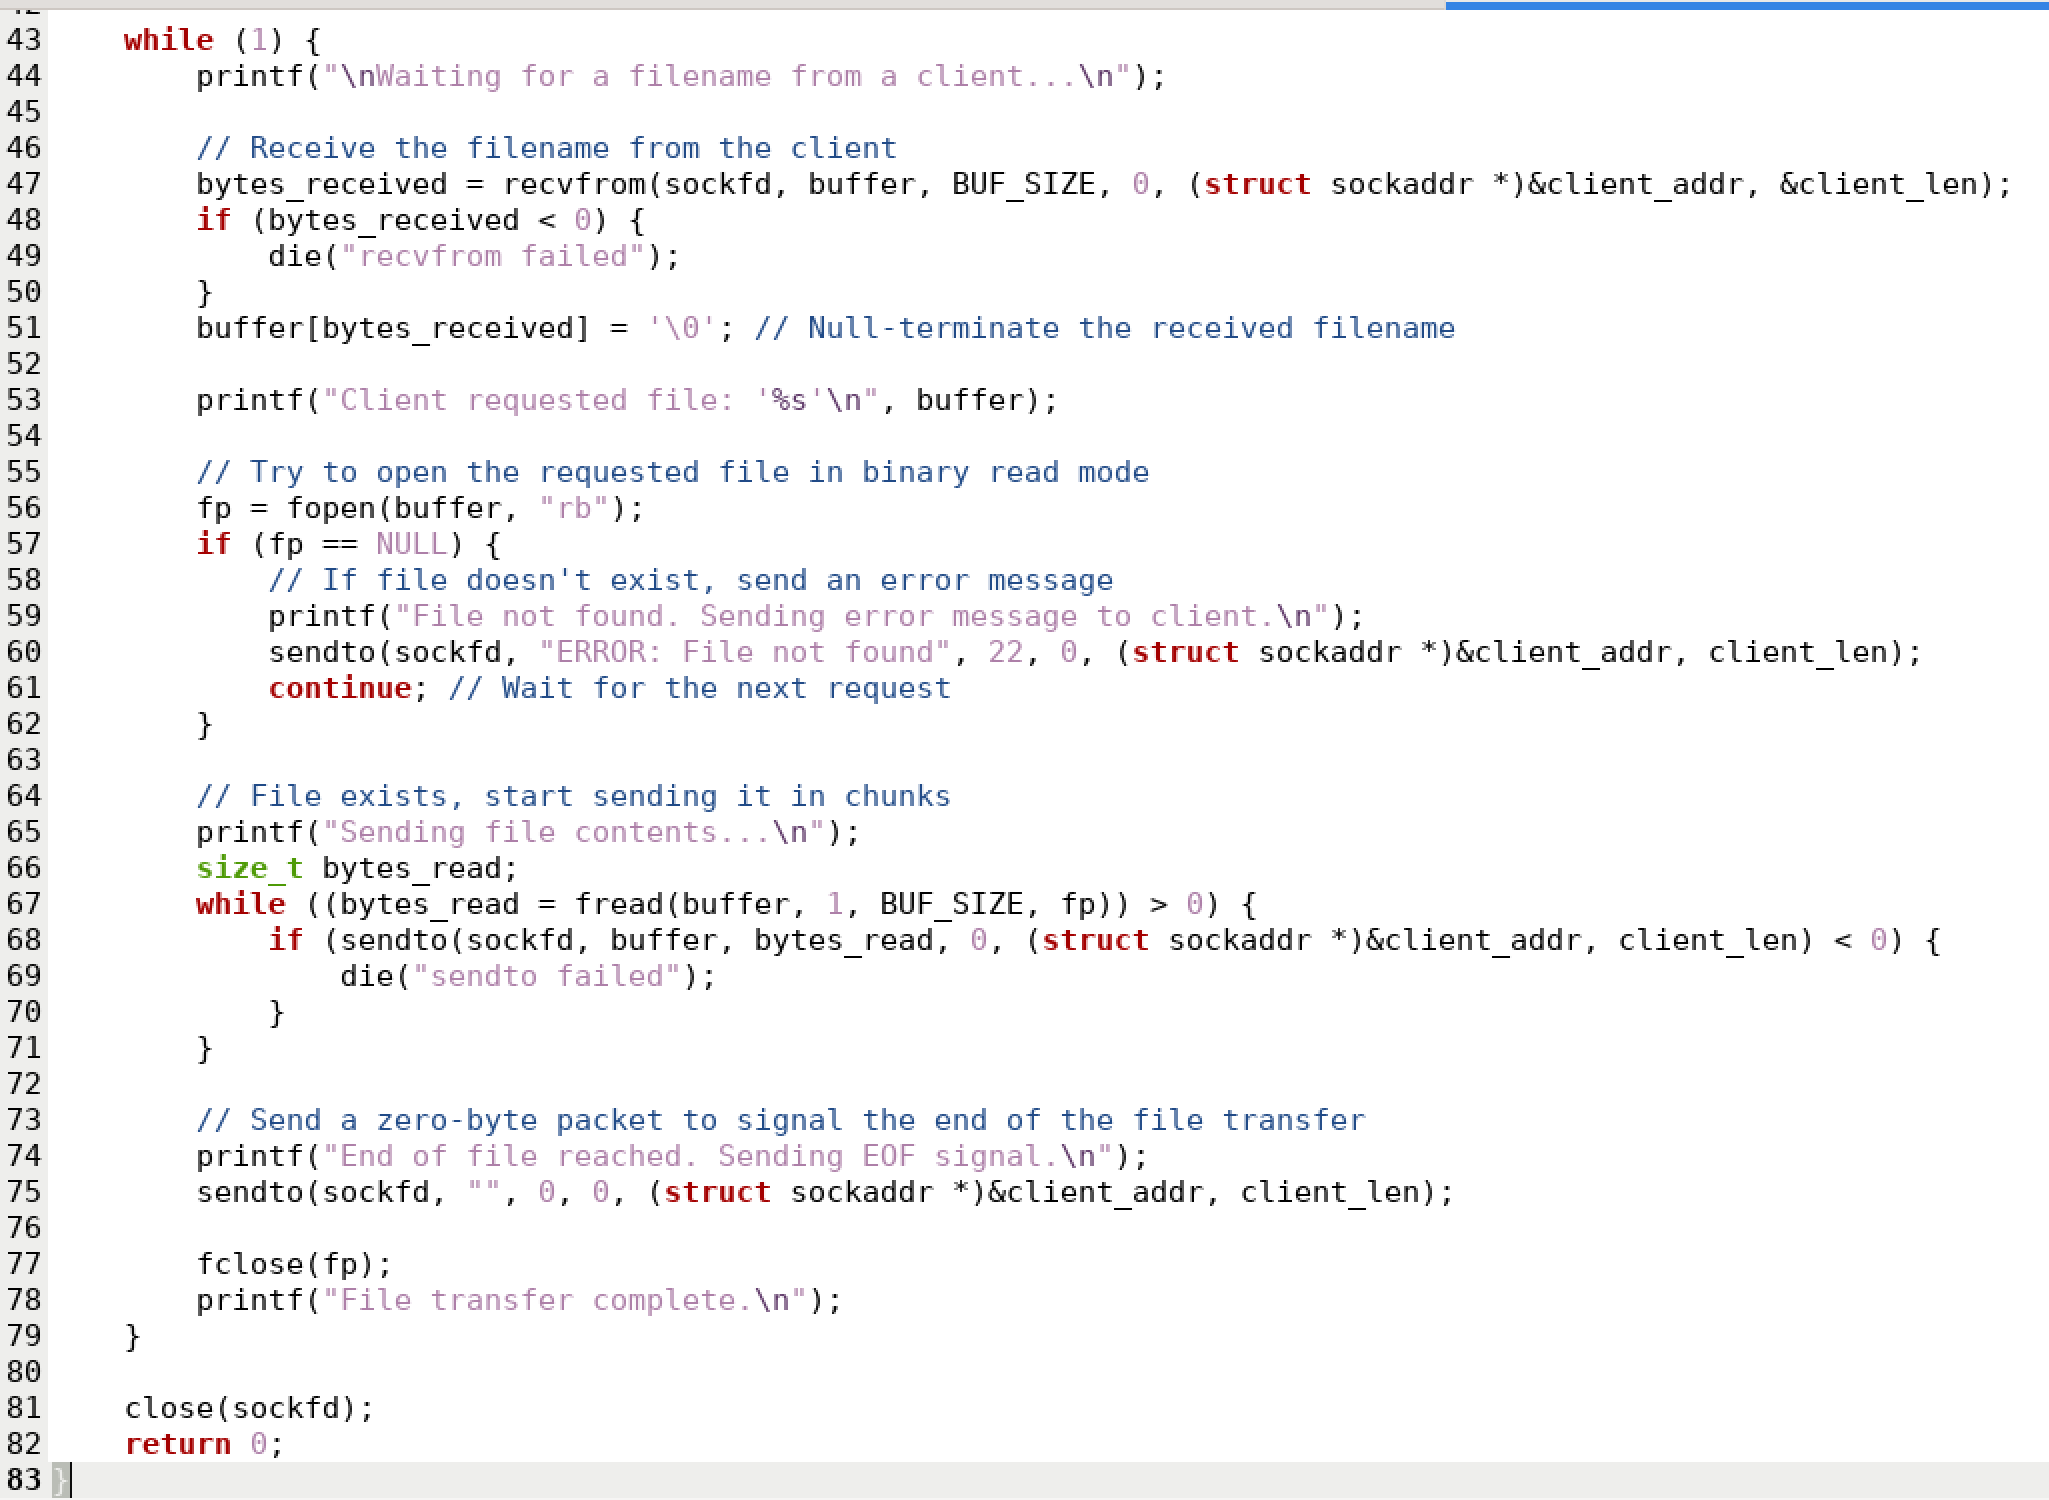 43 while (1) {
44 printf("\nWaiting for a filename from a client...\n");
45
46 // Receive the filename from the client
47 bytes_received = recvfrom(sockfd, buffer, BUF_SIZE, 0, (struct sockaddr *)&client_addr, &client_len);
48 if (bytes_received < 0) {
49 die("recvfrom failed");
50 }
51 buffer[bytes_received] = '\0'; // Null-terminate the received filename
52
53 printf("Client requested file: '%s'\n", buffer);
54
55 // Try to open the requested file in binary read mode
56 fp = fopen(buffer, "rb");
57 if (fp == NULL) {
58 // If file doesn't exist, send an error message
59 printf("File not found. Sending error message to client.\n");
60 sendto(sockfd, "ERROR: File not found", 22, 0, (struct sockaddr *)&client_addr, client_len);
61 continue; // Wait for the next request
62 }
63
64 // File exists, start sending it in chunks
65 printf("Sending file contents...\n");
66 size_t bytes_read;
67 while ((bytes_read = fread(buffer, 1, BUF_SIZE, fp)) > 0) {
68 if (sendto(sockfd, buffer, bytes_read, 0, (struct sockaddr *)&client_addr, client_len) < 0) {
69 die("sendto failed");
70 }
71 }
72
73 // Send a zero-byte packet to signal the end of the file transfer
74 printf("End of file reached. Sending EOF signal.\n");
75 sendto(sockfd, "", 0, 0, (struct sockaddr *)&client_addr, client_len);
76
77 fclose(fp);
78 printf("File transfer complete.\n");
79 }
80
81 close(sockfd);
82 return 0;
83 }